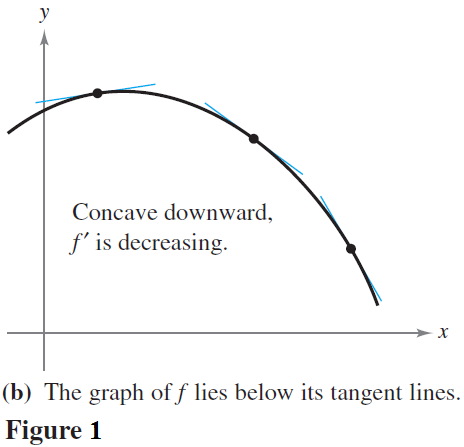 y
Concave downward,
f′ is decreasing.
x
(b) The graph of f lies below its tangent lines.
Figure 1